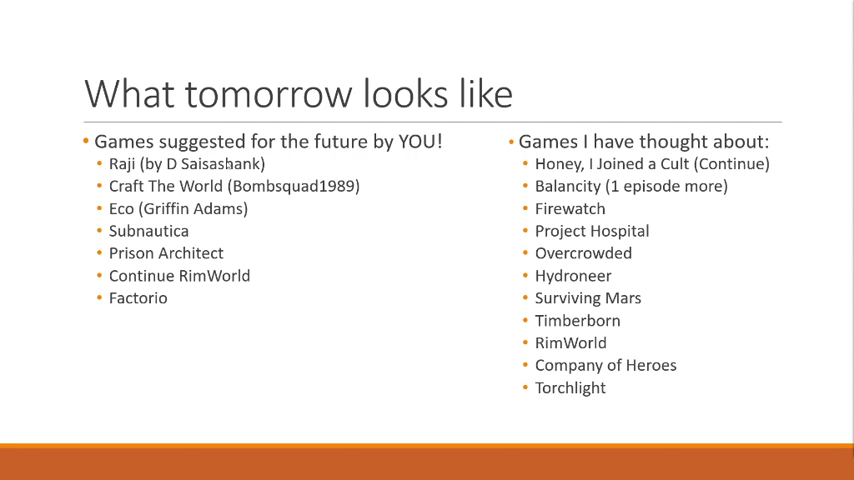 What tomorrow looks like
• Games suggested for the future by YOU!
• Raji (by D Saisashank)
• Craft The World (Bombsquad1989)
• Eco (Griffin Adams)
• Subnautica
• Prison Architect
• Continue RimWorld
• Factorio
• Games I have thought about:
• Honey, I Joined a Cult (Continue)
• Balancity (1 episode more)
• Firewatch
• Project Hospital
• Overcrowded
• Hydroneer
• Surviving Mars
• Timberborn
• RimWorld
• Company of Heroes
• Torchlight